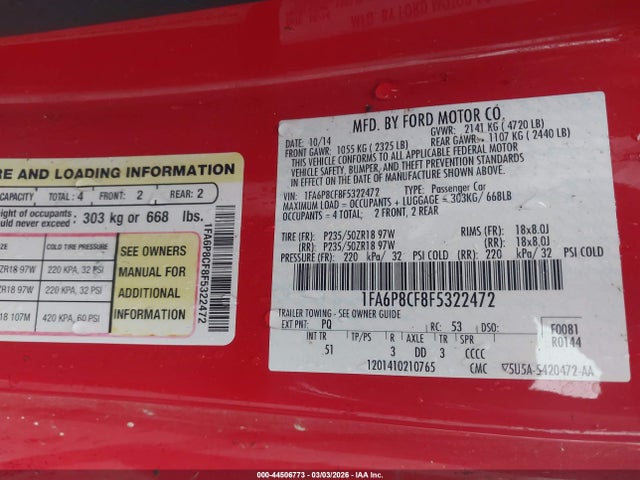 MFD. BY FORD MOTOR CO.
DATE: 10/14 GVWR: 2141 KG (4720 LB)
FRONT GAWR: 1055 KG (2325 LB) REAR GAWR: 1107 KG (2440 LB)
THIS VEHICLE CONFORMS TO ALL APPLICABLE FEDERAL MOTOR
VEHICLE SAFETY, BUMPER, AND THEFT PREVENTION STANDARDS
IN EFFECT ON THE DATE OF MANUFACTURE SHOWN ABOVE.
VIN: 1FA6P8CF8F5322472 TYPE: Passenger Car
MAXIMUM LOAD = OCCUPANTS + LUGGAGE = 303KG/ 668LB
OCCUPANTS = 4 TOTAL, 2 FRONT, 2 REAR
TIRE (FF): P235/50ZR18 97W RIMS (FF): 18x8.0J
(RR): P235/50ZR18 97W (RR): 18x8.0J
PRESSURE (FF): 220 kPa/ 32 PSI COLD (RR): 220 kPa/ 32 PSI COLD
1FA6P8CF8F5322472
TRAILER TOWING - SEE OWNER GUIDE
EXT PNT: PQ RC: 53 DSO: F0081
R0144
INT TR TP/PS R AXLE TR SPR
51 3 DD 3 CCCC
1201410210765 CMC 5U5A-5420472-AA
RE AND LOADING INFORMATION
CAPACITY TOTAL: 4 FRONT: 2 REAR: 2
ight of occupants
uld never exceed: 303 kg or 668 lbs.
ZE COLD TIRE PRESSURE
ZR18 97W 220 KPA, 32 PSI
ZR18 97W 220 KPA, 32 PSI
18 107M 420 KPA, 60 PSI
SEE OWNERS
MANUAL FOR
ADDITIONAL
INFORMATION
1FA6P8CF8F5322472
000-44506773 - 03/03/2026 - IAA Inc.